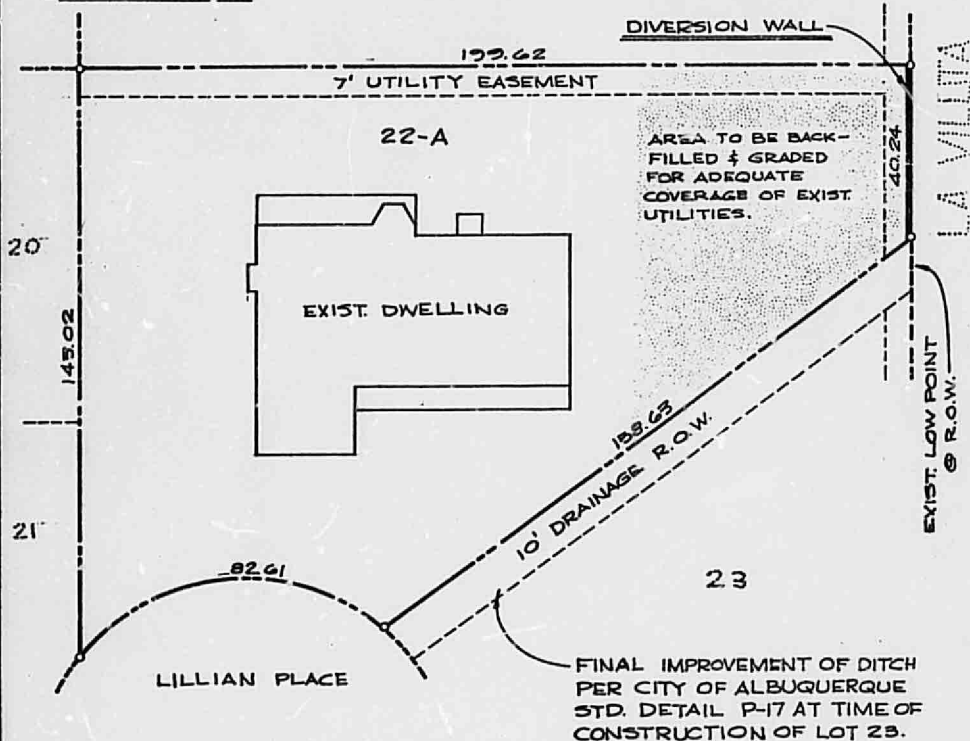 DIVERSION WALL
199.62
7' UTILITY EASEMENT
22-A
AREA TO BE BACK-
FILLED & GRADED
FOR ADEQUATE
COVERAGE OF EXIST.
UTILITIES.
40.24
LA VILITA
20
EXIST. DWELLING
145.02
158.63
10' DRAINAGE R.O.W.
EXIST. LOW POINT
@ R.O.W.
21
82.61
23
LILLIAN PLACE
FINAL IMPROVEMENT OF DITCH
PER CITY OF ALBUQUERQUE
STD. DETAIL P-17 AT TIME OF
CONSTRUCTION OF LOT 23.